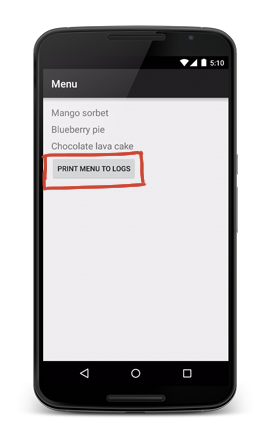 5:10
Menu
Mango sorbet
Blueberry pie
Chocolate lava cake
PRINT MENU TO LOGS